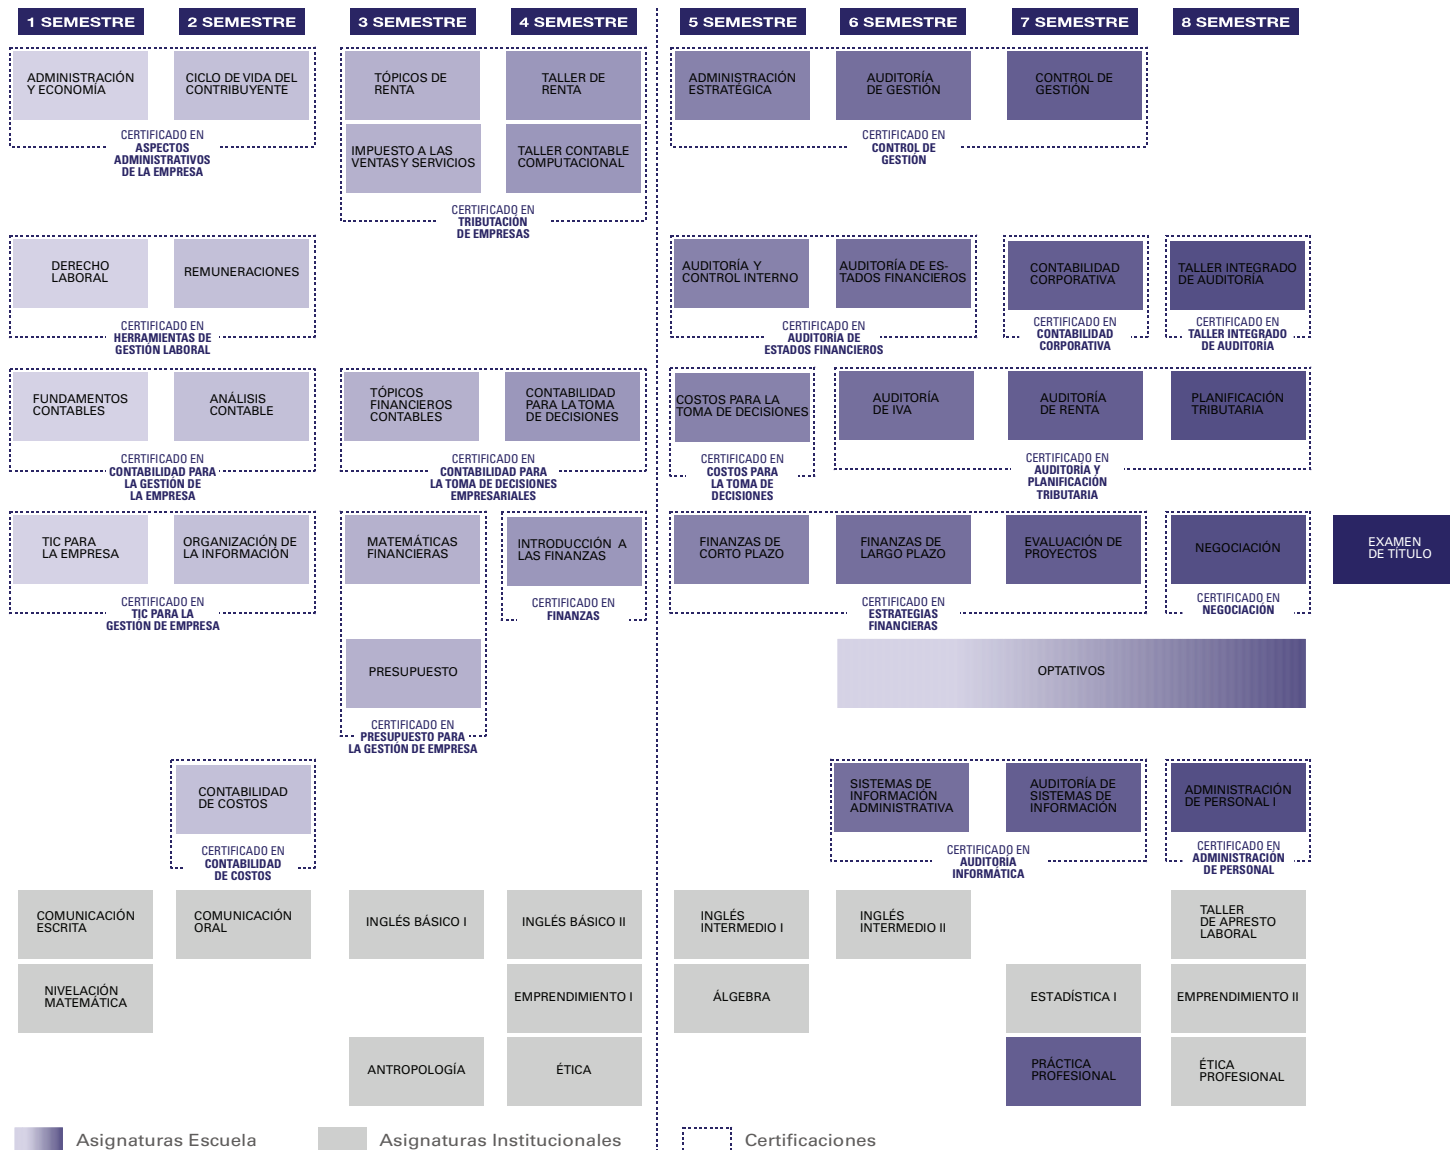 1 SEMESTRE
2 SEMESTRE
3 SEMESTRE
4 SEMESTRE
5 SEMESTRE
6 SEMESTRE
7 SEMESTRE
8 SEMESTRE
ADMINISTRACIÓN
Y ECONOMÍA
CICLO DE VIDA DEL
CONTRIBUYENTE
CERTIFICADO EN
ASPECTOS
ADMINISTRATIVOS
DE LA EMPRESA
TÓPICOS DE
RENTA
TALLER DE
RENTA
IMPUESTO A LAS
VENTAS Y SERVICIOS
TALLER CONTABLE
COMPUTACIONAL
CERTIFICADO EN
TRIBUTACIÓN
DE EMPRESAS
ADMINISTRACIÓN
ESTRATÉGICA
AUDITORÍA
DE GESTIÓN
CONTROL DE
GESTIÓN
CERTIFICADO EN
CONTROL DE
GESTIÓN
DERECHO
LABORAL
REMUNERACIONES
CERTIFICADO EN
HERRAMIENTAS DE
GESTIÓN LABORAL
AUDITORÍA Y
CONTROL INTERNO
AUDITORÍA DE ES-
TADOS FINANCIEROS
CERTIFICADO EN
AUDITORÍA DE
ESTADOS FINANCIEROS
CONTABILIDAD
CORPORATIVA
CERTIFICADO EN
CONTABILIDAD
CORPORATIVA
TALLER INTEGRADO
DE AUDITORÍA
CERTIFICADO EN
TALLER INTEGRADO
DE AUDITORÍA
FUNDAMENTOS
CONTABLES
ANÁLISIS
CONTABLE
CERTIFICADO EN
CONTABILIDAD PARA
LA GESTIÓN DE
LA EMPRESA
TÓPICOS
FINANCIEROS
CONTABLES
CONTABILIDAD
PARA LA TOMA
DE DECISIONES
CERTIFICADO EN
CONTABILIDAD PARA
LA TOMA DE DECISIONES
EMPRESARIALES
COSTOS PARA LA
TOMA DE DECISIONES
CERTIFICADO EN
COSTOS PARA
LA TOMA DE
DECISIONES
AUDITORÍA
DE IVA
AUDITORÍA
DE RENTA
PLANIFICACIÓN
TRIBUTARIA
CERTIFICADO EN
AUDITORÍA Y
PLANIFICACIÓN
TRIBUTARIA
TIC PARA
LA EMPRESA
ORGANIZACIÓN DE
LA INFORMACIÓN
CERTIFICADO EN
TIC PARA LA
GESTIÓN DE EMPRESA
MATEMÁTICAS
FINANCIERAS
PRESUPUESTO
CERTIFICADO EN
PRESUPUESTO PARA
LA GESTIÓN DE EMPRESA
INTRODUCCIÓN A
LAS FINANZAS
CERTIFICADO EN
FINANZAS
FINANZAS DE
CORTO PLAZO
FINANZAS DE
LARGO PLAZO
EVALUACIÓN DE
PROYECTOS
CERTIFICADO EN
ESTRATEGIAS
FINANCIERAS
NEGOCIACIÓN
CERTIFICADO EN
NEGOCIACIÓN
EXAMEN
DE TÍTULO
OPTATIVOS
CONTABILIDAD
DE COSTOS
CERTIFICADO EN
CONTABILIDAD
DE COSTOS
SISTEMAS DE
INFORMACIÓN
ADMINISTRATIVA
AUDITORÍA DE
SISTEMAS DE
INFORMACIÓN
CERTIFICADO EN
AUDITORÍA
INFORMÁTICA
ADMINISTRACIÓN
DE PERSONAL I
CERTIFICADO EN
ADMINISTRACIÓN
DE PERSONAL
COMUNICACIÓN
ESCRITA
COMUNICACIÓN
ORAL
INGLÉS BÁSICO I
INGLÉS BÁSICO II
INGLÉS
INTERMEDIO I
INGLÉS
INTERMEDIO II
TALLER
DE APRESTO
LABORAL
NIVELACIÓN
MATEMÁTICA
EMPRENDIMIENTO I
ÁLGEBRA
ESTADÍSTICA I
EMPRENDIMIENTO II
ANTROPOLOGÍA
ÉTICA
PRÁCTICA
PROFESIONAL
ÉTICA
PROFESIONAL
Asignaturas Escuela
Asignaturas Institucionales
Certificaciones